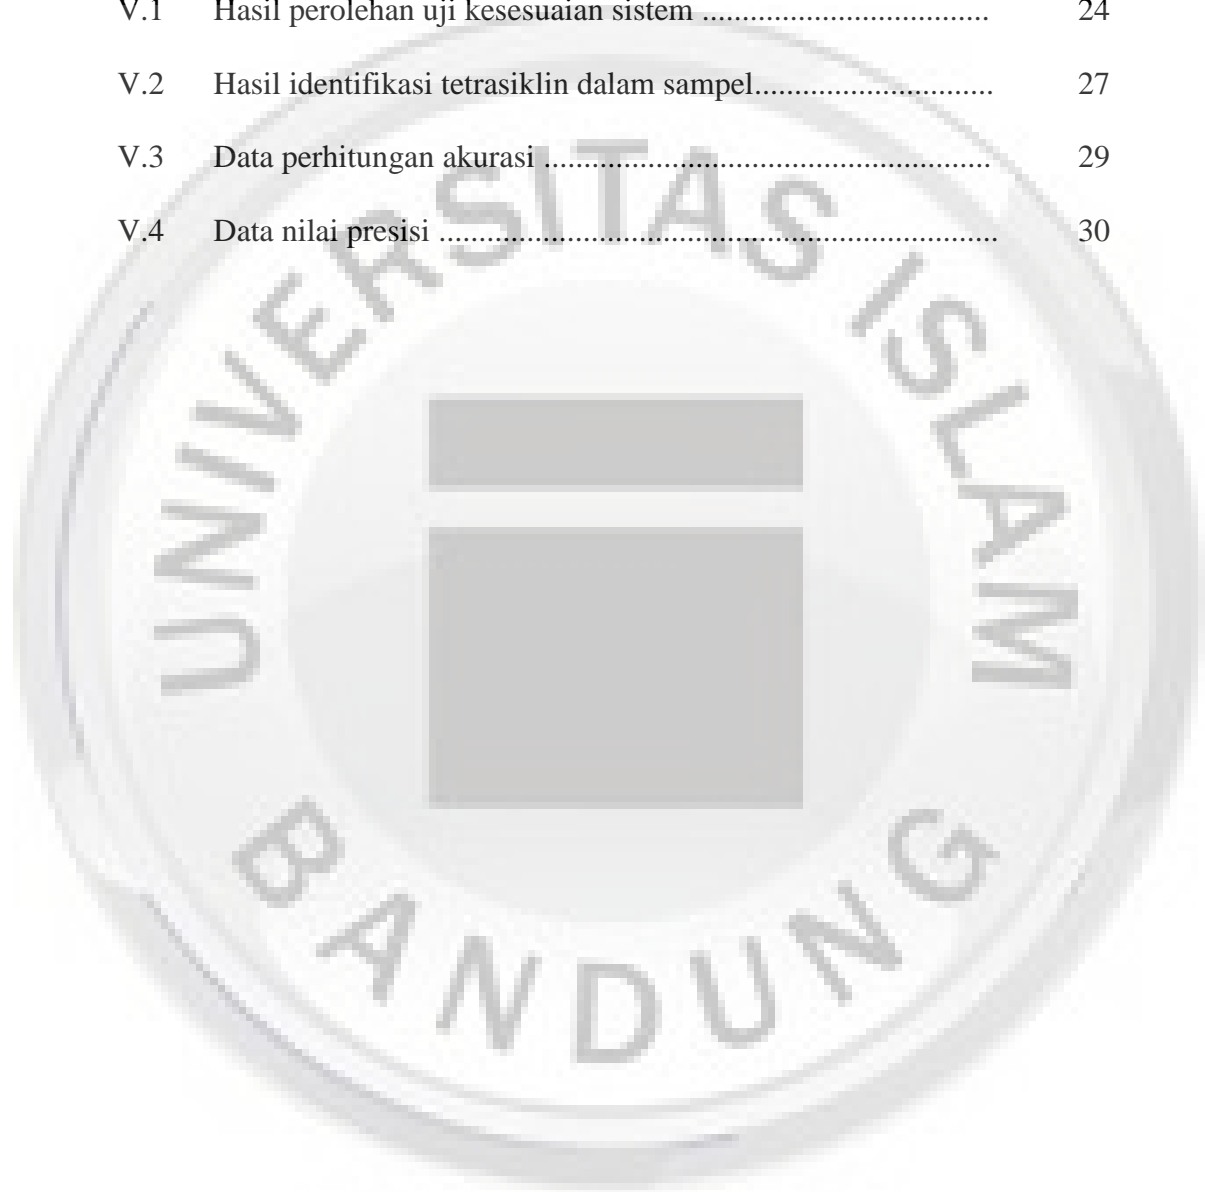 V.1 Hasil perolehan uji kesesuaian sistem .................................... 24
V.2 Hasil identifikasi tetrasiklin dalam sampel.............................. 27
V.3 Data perhitungan akurasi ........................................................ 29
V.4 Data nilai presisi ...................................................................... 30
UNIVERSITAS ISLAM
BANDUNG